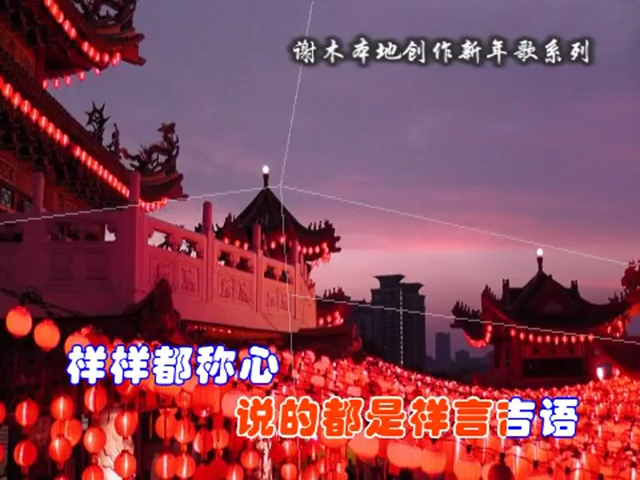 谢木本地创作新年歌系列
样样都称心
说的都是祥言吉语